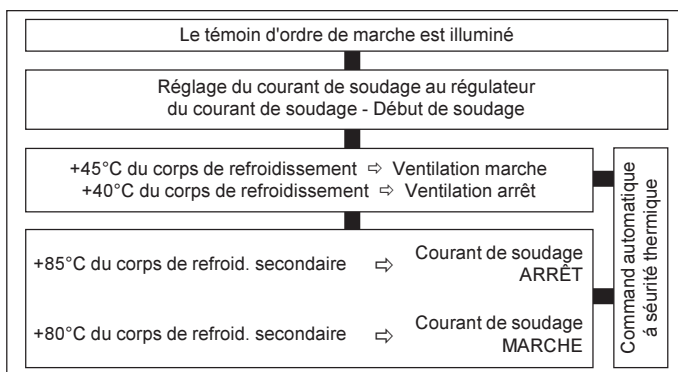 Le témoin d'ordre de marche est illuminé
Réglage du courant de soudage au régulateur
du courant de soudage - Début de soudage
+45°C du corps de refroidissement ⇨ Ventilation marche
+40°C du corps de refroidissement ⇨ Ventilation arrêt
+85°C du corps de refroid. secondaire ⇨ Courant de soudage
ARRÊT
+80°C du corps de refroid. secondaire ⇨ Courant de soudage
MARCHE
Command automatique
á séurité thermique